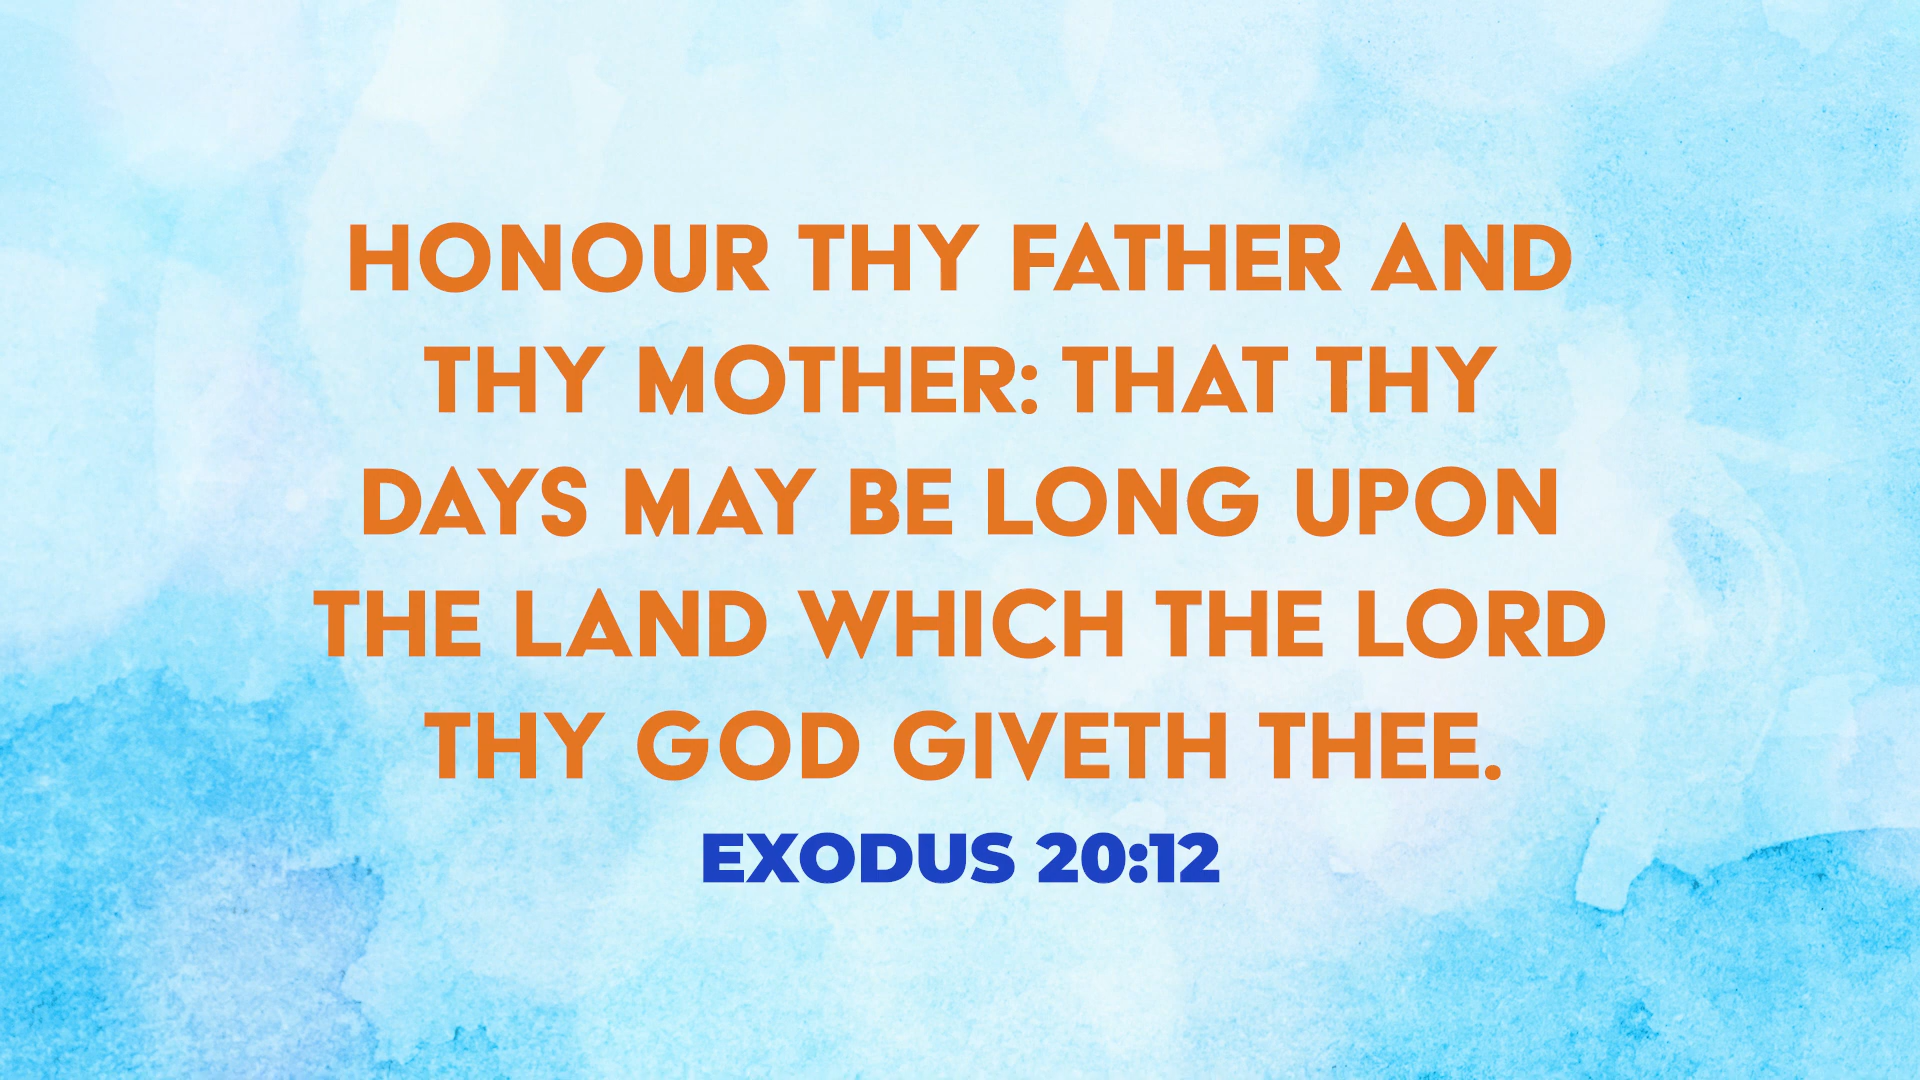 HONOUR THY FATHER AND
THY MOTHER: THAT THY
DAYS MAY BE LONG UPON
THE LAND WHICH THE LORD
THY GOD GIVETH THEE.
EXODUS 20:12